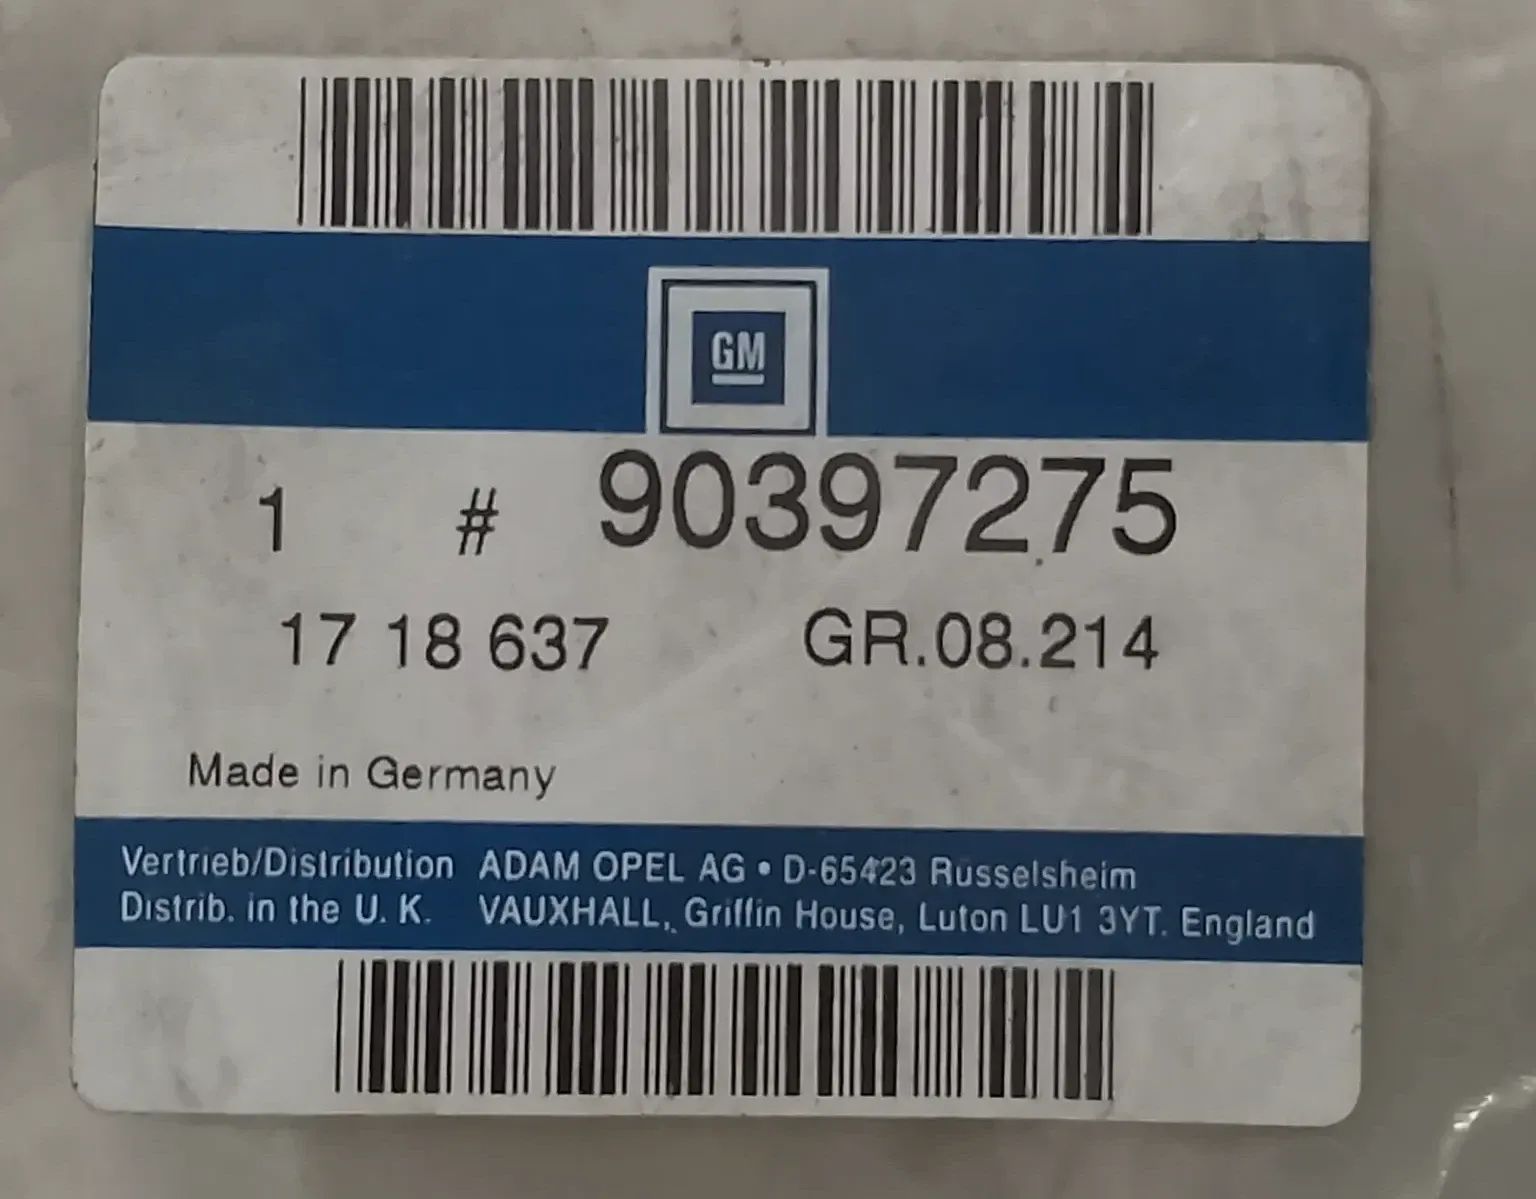 GM
1 # 90397275
17 18 637 GR.08.214
Made in Germany
Vertrieb/Distribution ADAM OPEL AG • D-65423 Rüsselsheim
Distrib. in the U. K. VAUXHALL, Griffin House, Luton LU1 3YT. England